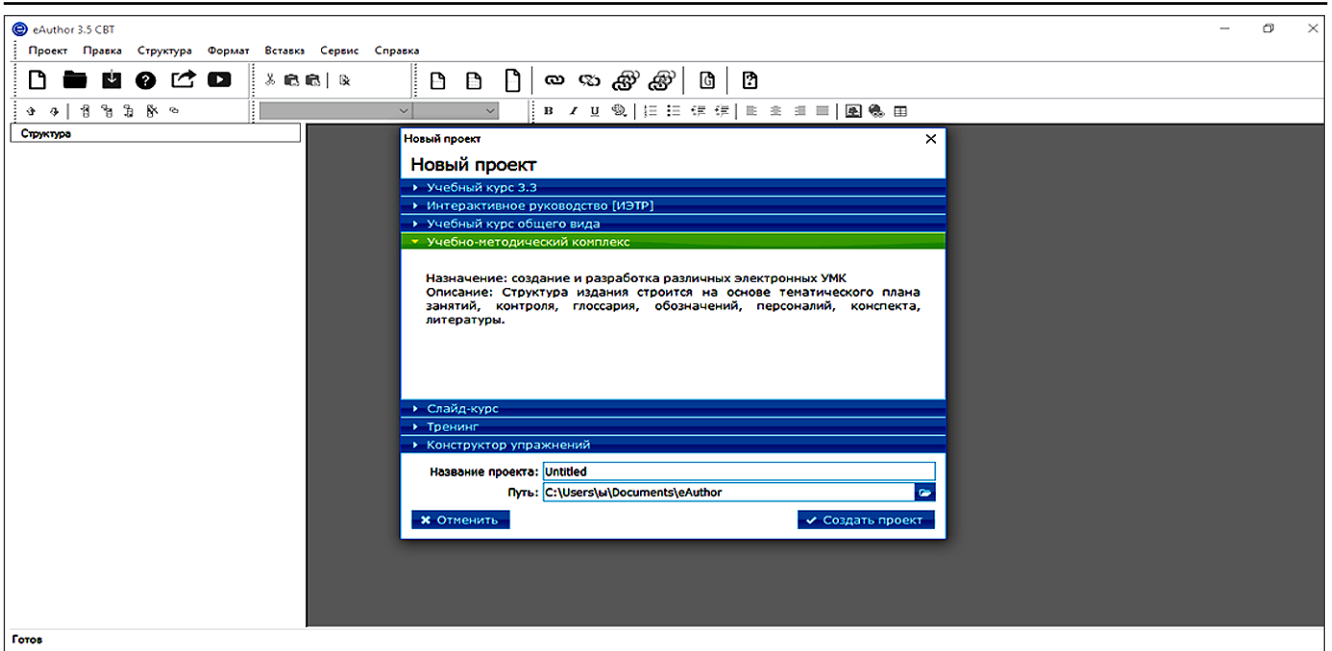 eAuthor 3.5 CBT
Проект Правка Структура Формат Вставка Сервис Справка
Структура
Новый проект
Новый проект
Учебный курс 3.3
Интерактивное руководство [ИЭТР]
Учебный курс общего вида
Учебно-методический комплекс
Назначение: создание и разработка различных электронных УМК
Описание: Структура издания строится на основе тематического плана
занятий, контроля, глоссария, обозначений, персоналий, конспекта,
литературы.
Слайд-курс
Тренинг
Конструктор упражнений
Название проекта: Untitled
Путь: C:\Users\ы\Documents\eAuthor
Отменить Создать проект
Готов